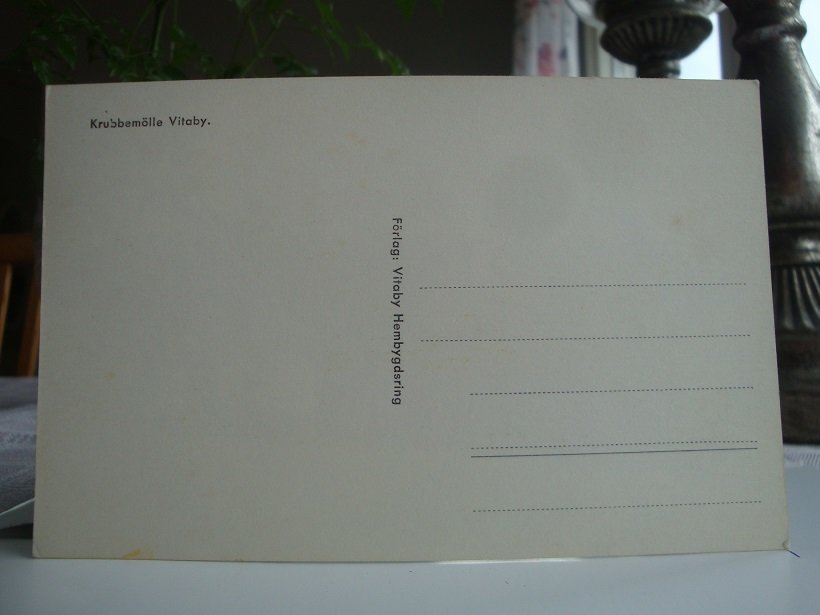 Krubbemölle Vitaby.
Förlag: Vitaby Hembygdsring